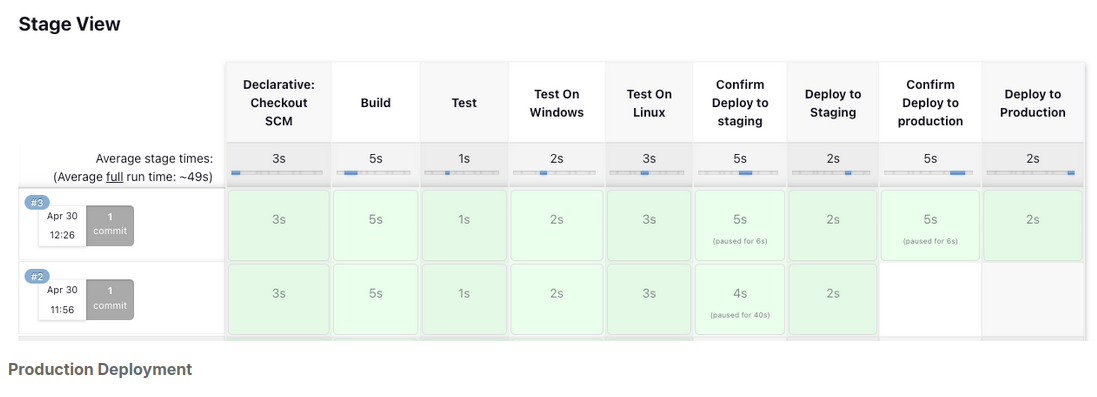 Stage View
Declarative: Checkout SCM
Build
Test
Test On Windows
Test On Linux
Confirm Deploy to staging
Deploy to Staging
Confirm Deploy to production
Deploy to Production
Average stage times:
(Average full run time: ~49s)
3s
5s
1s
2s
3s
5s
2s
5s
2s
#3
Apr 30
12:26
1
commit
3s
5s
1s
2s
3s
5s
(paused for 6s)
2s
5s
(paused for 6s)
2s
#2
Apr 30
11:56
1
commit
3s
5s
1s
2s
3s
4s
(paused for 40s)
2s
Production Deployment